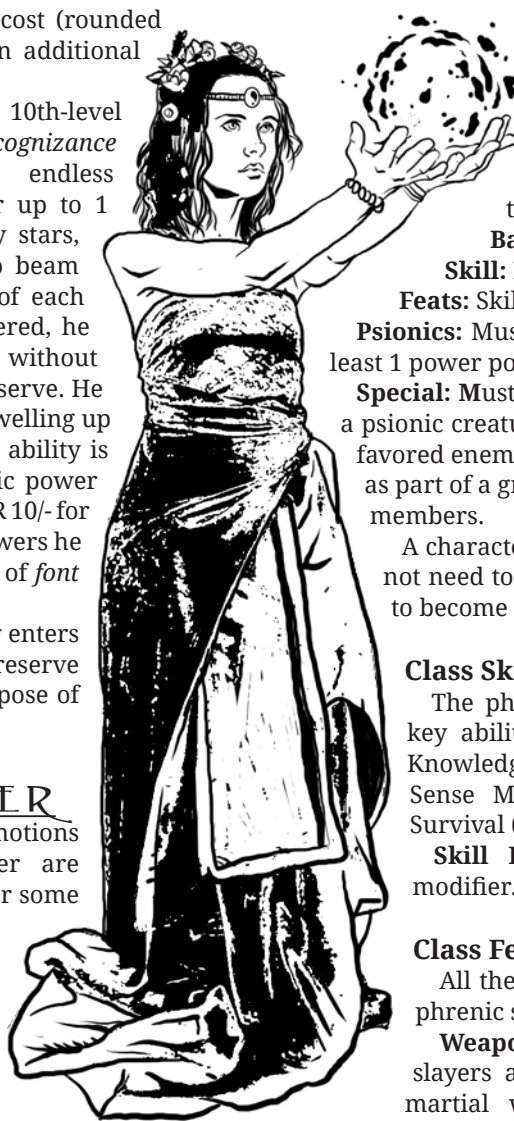 cost (rounded
n additional
10th-level
cognizance
endless
r up to 1
y stars,
o beam
of each
ered, he
without
serve. He
welling up
ability is
ic power
R 10/- for
wers he
of font
y enters
reserve
pose of
ER
motions
er are
r some
t
Ba
Skill:
Feats: Skil
Psionics: Mus
least 1 power po
Special: Must
a psionic creatu
favored enem
as part of a gr
members.
A characte
not need to
to become
Class Ski
The ph
key abilit
Knowledg
Sense M
Survival (
Skill
modifier.
Class Fe
All the
phrenic s
Weapo
slayers a
martial w